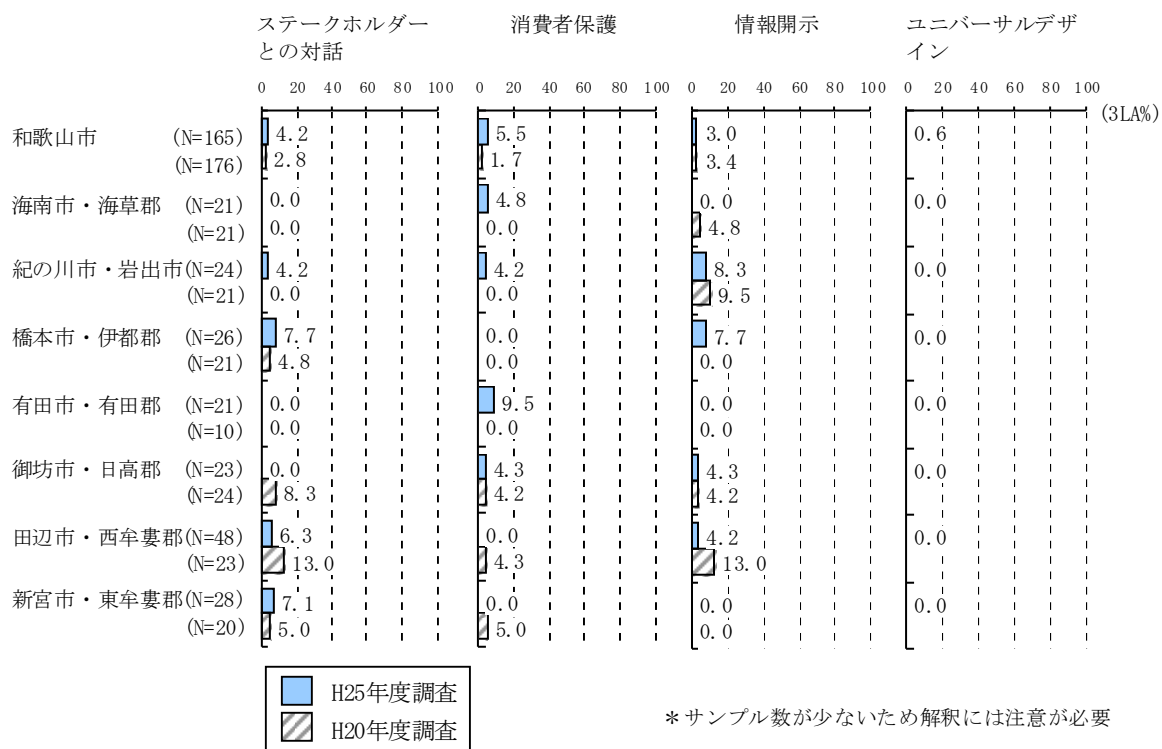 ステークホルダー
との対話
消費者保護
情報開示
ユニバーサルデザ
イン
0 20 40 60 80 100
0 20 40 60 80 100
0 20 40 60 80 100
0 20 40 60 80 100
(3LA%)
和歌山市 (N=165) 4.2 5.5 3.0 0.6
(N=176) 2.8 1.7 3.4
海南市・海草郡 (N=21) 0.0 4.8 0.0 0.0
(N=21) 0.0 0.0 4.8
紀の川市・岩出市(N=24) 4.2 4.2 8.3 0.0
(N=21) 0.0 0.0 9.5
橋本市・伊都郡 (N=26) 7.7 0.0 7.7 0.0
(N=21) 4.8 0.0 0.0
有田市・有田郡 (N=21) 0.0 9.5 0.0 0.0
(N=10) 0.0 0.0 0.0
御坊市・日高郡 (N=23) 0.0 4.3 4.3 0.0
(N=24) 8.3 4.2 4.2
田辺市・西牟婁郡(N=48) 6.3 0.0 4.2 0.0
(N=23) 13.0 4.3 13.0
新宮市・東牟婁郡(N=28) 7.1 0.0 0.0 0.0
(N=20) 5.0 5.0 0.0
H25年度調査
H20年度調査
＊サンプル数が少ないため解釈には注意が必要